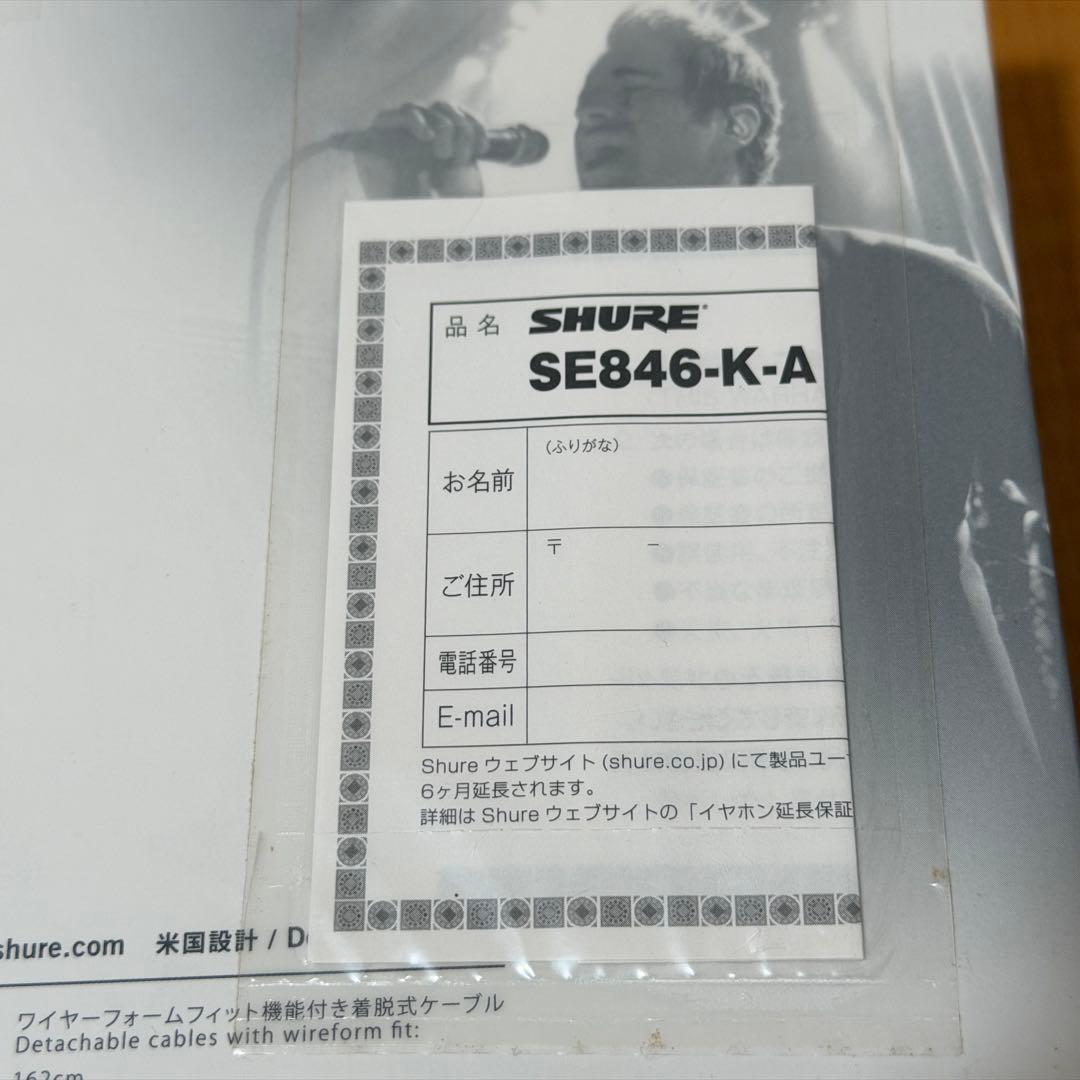 品名 SHURE®
SE846-K-A
お名前 (ふりがな)
ご住所 〒 −
電話番号
E-mail
Shure ウェブサイト (shure.co.jp) にて製品ユー
6ヶ月延長されます。
詳細は Shure ウェブサイトの「イヤホン延長保証
shure.com 米国設計 / D
ワイヤーフォームフィット機能付き着脱式ケーブル
Detachable cables with wireform fit:
162cm